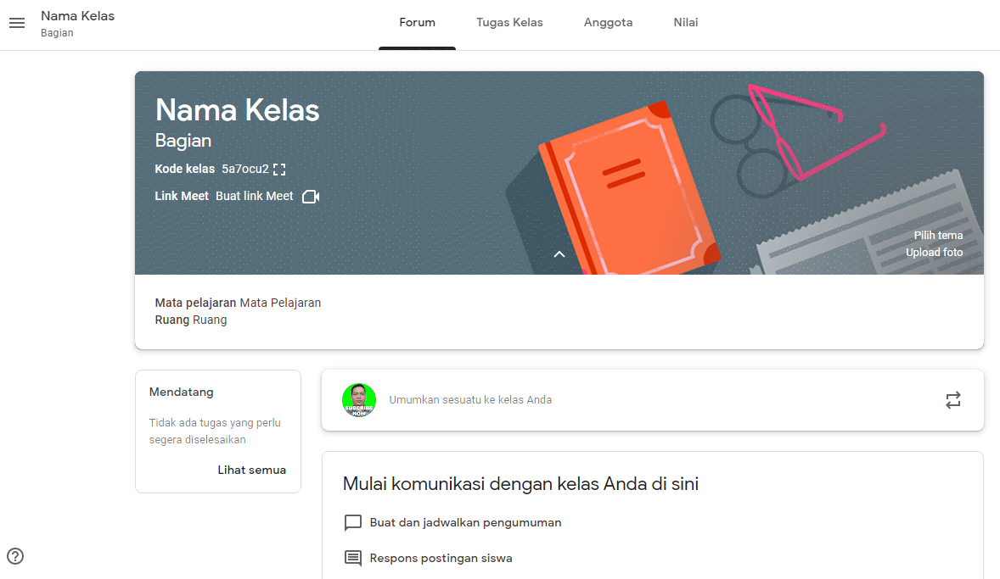 Nama Kelas
Bagian
Forum
Tugas Kelas
Anggota
Nilai
Nama Kelas
Bagian
Kode kelas 5a7ocu2
Link Meet Buat link Meet
Pilih tema
Upload foto
Mata pelajaran Mata Pelajaran
Ruang Ruang
Mendatang
Tidak ada tugas yang perlu
segera diselesaikan
Lihat semua
SUBCRIBE
NOW
Umumkan sesuatu ke kelas Anda
Mulai komunikasi dengan kelas Anda di sini
Buat dan jadwalkan pengumuman
Respons postingan siswa